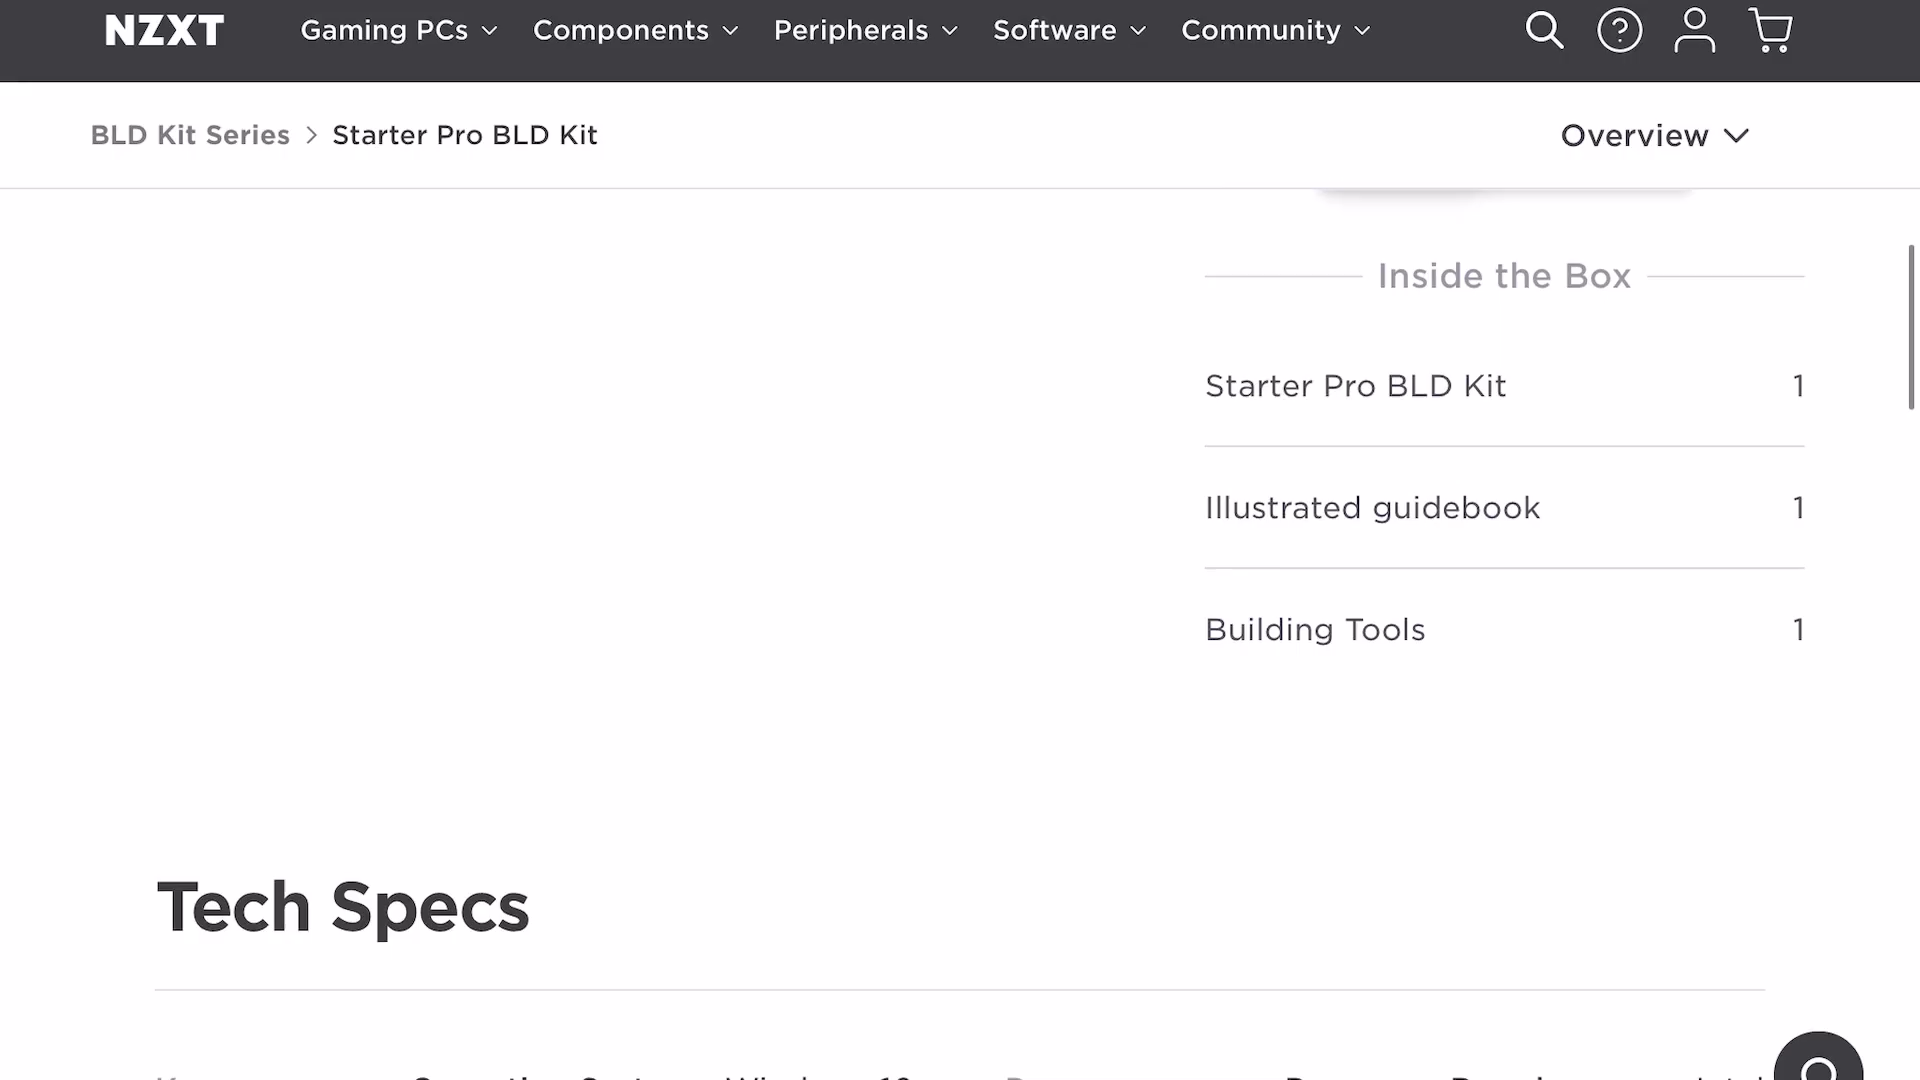 NZXT Gaming PCs Components Peripherals Software Community
BLD Kit Series > Starter Pro BLD Kit Overview
Inside the Box
Starter Pro BLD Kit 1
Illustrated guidebook 1
Building Tools 1
Tech Specs